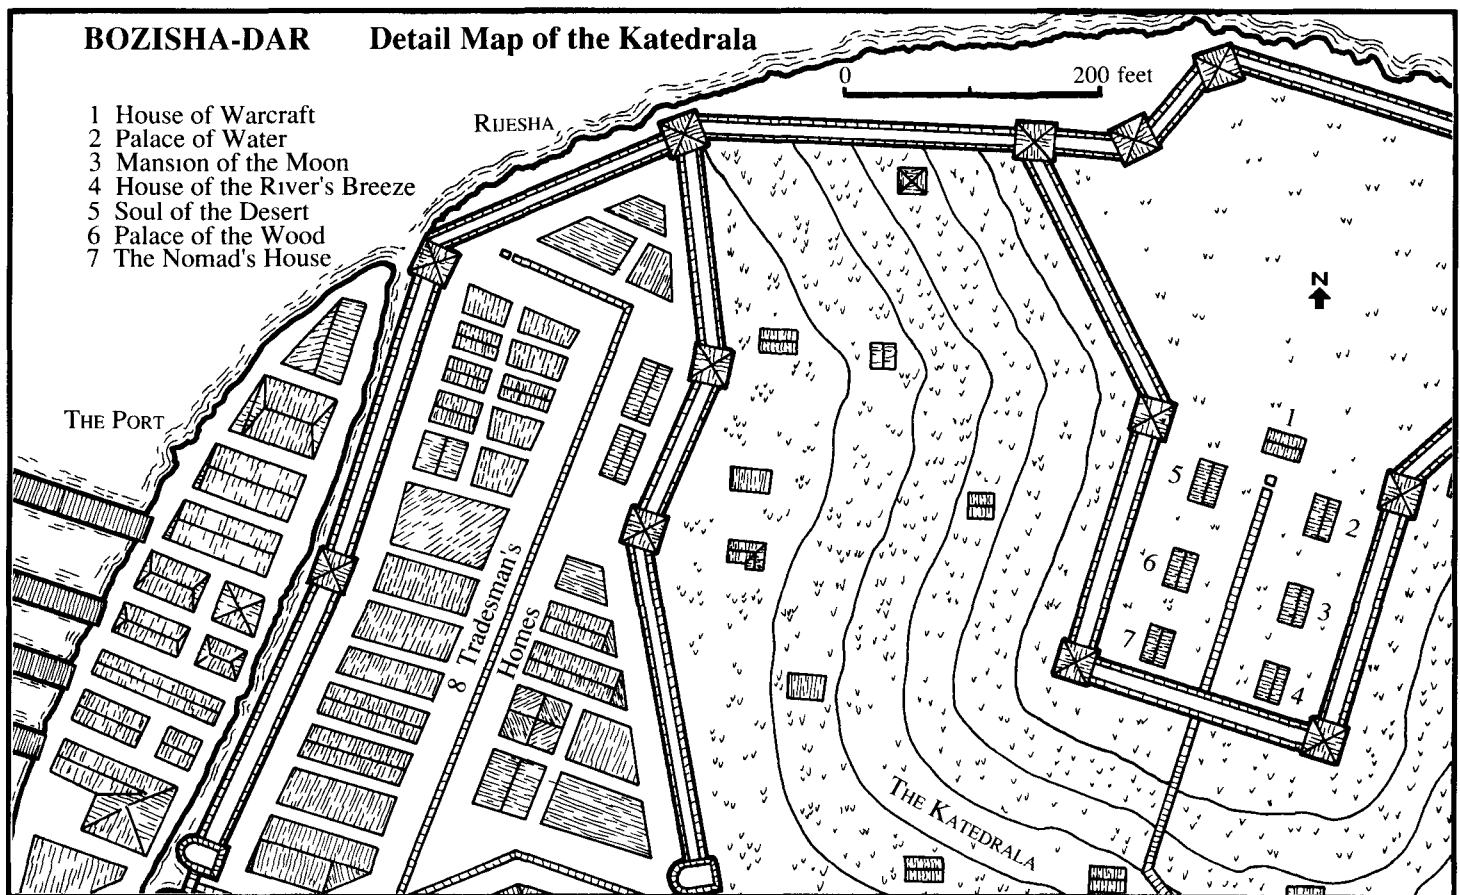 BOZISHA-DAR Detail Map of the Katedrala
0 200 feet
1 House of Warcraft
2 Palace of Water
3 Mansion of the Moon
4 House of the River's Breeze
5 Soul of the Desert
6 Palace of the Wood
7 The Nomad's House
RIJESHA
N
THE PORT
1
5
2
6
3
7
4
8 Tradesman's
Homes
THE KATEDRALA